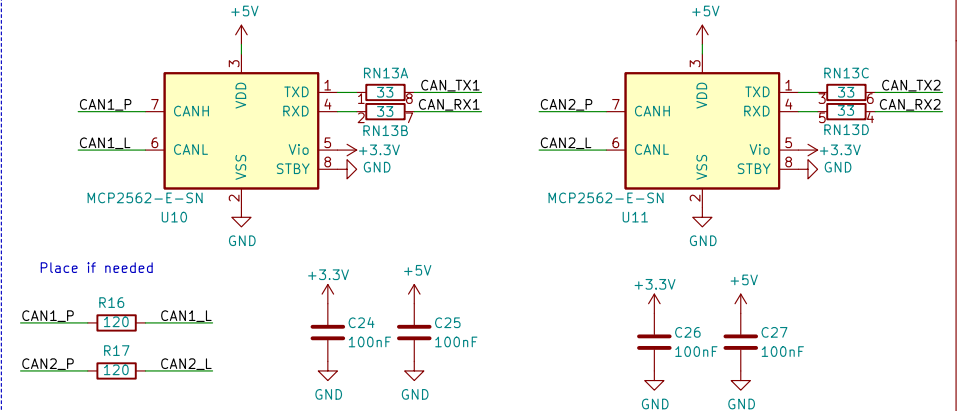 +5V
3
VDD
RN13A
1 TXD 33 CAN_TX1
1 8
CAN1_P 7 CANH RXD 4 33 CAN_RX1
2 7
RN13B
CAN1_L 6 CANL Vio 5 +3.3V
STBY 8 GND
VSS
2
MCP2562-E-SN
U10
GND
+5V
3
VDD
RN13C
1 TXD 33 CAN_TX2
3 6
CAN2_P 7 CANH RXD 4 33 CAN_RX2
5 4
RN13D
CAN2_L 6 CANL Vio 5 +3.3V
STBY 8 GND
VSS
2
MCP2562-E-SN
U11
GND
Place if needed
R16
CAN1_P 120 CAN1_L
R17
CAN2_P 120 CAN2_L
+3.3V
C24
100nF
GND
+5V
C25
100nF
GND
+3.3V
C26
100nF
GND
+5V
C27
100nF
GND